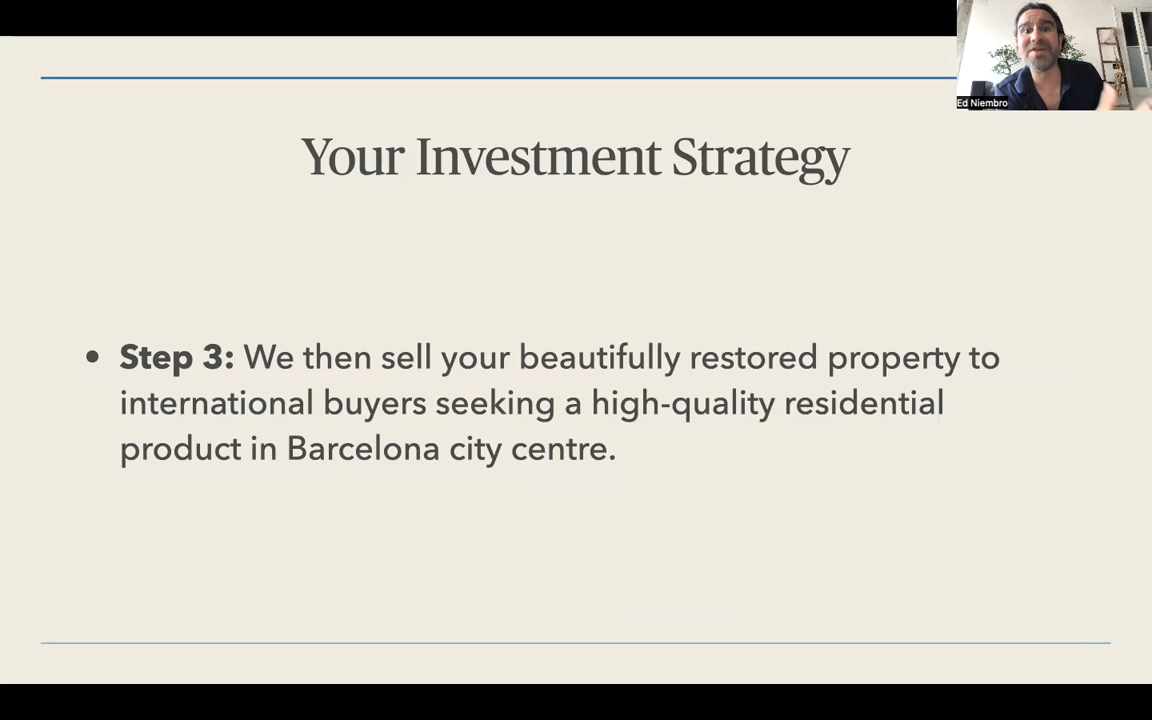 Ed Niembro
Your Investment Strategy
• Step 3: We then sell your beautifully restored property to
international buyers seeking a high-quality residential
product in Barcelona city centre.